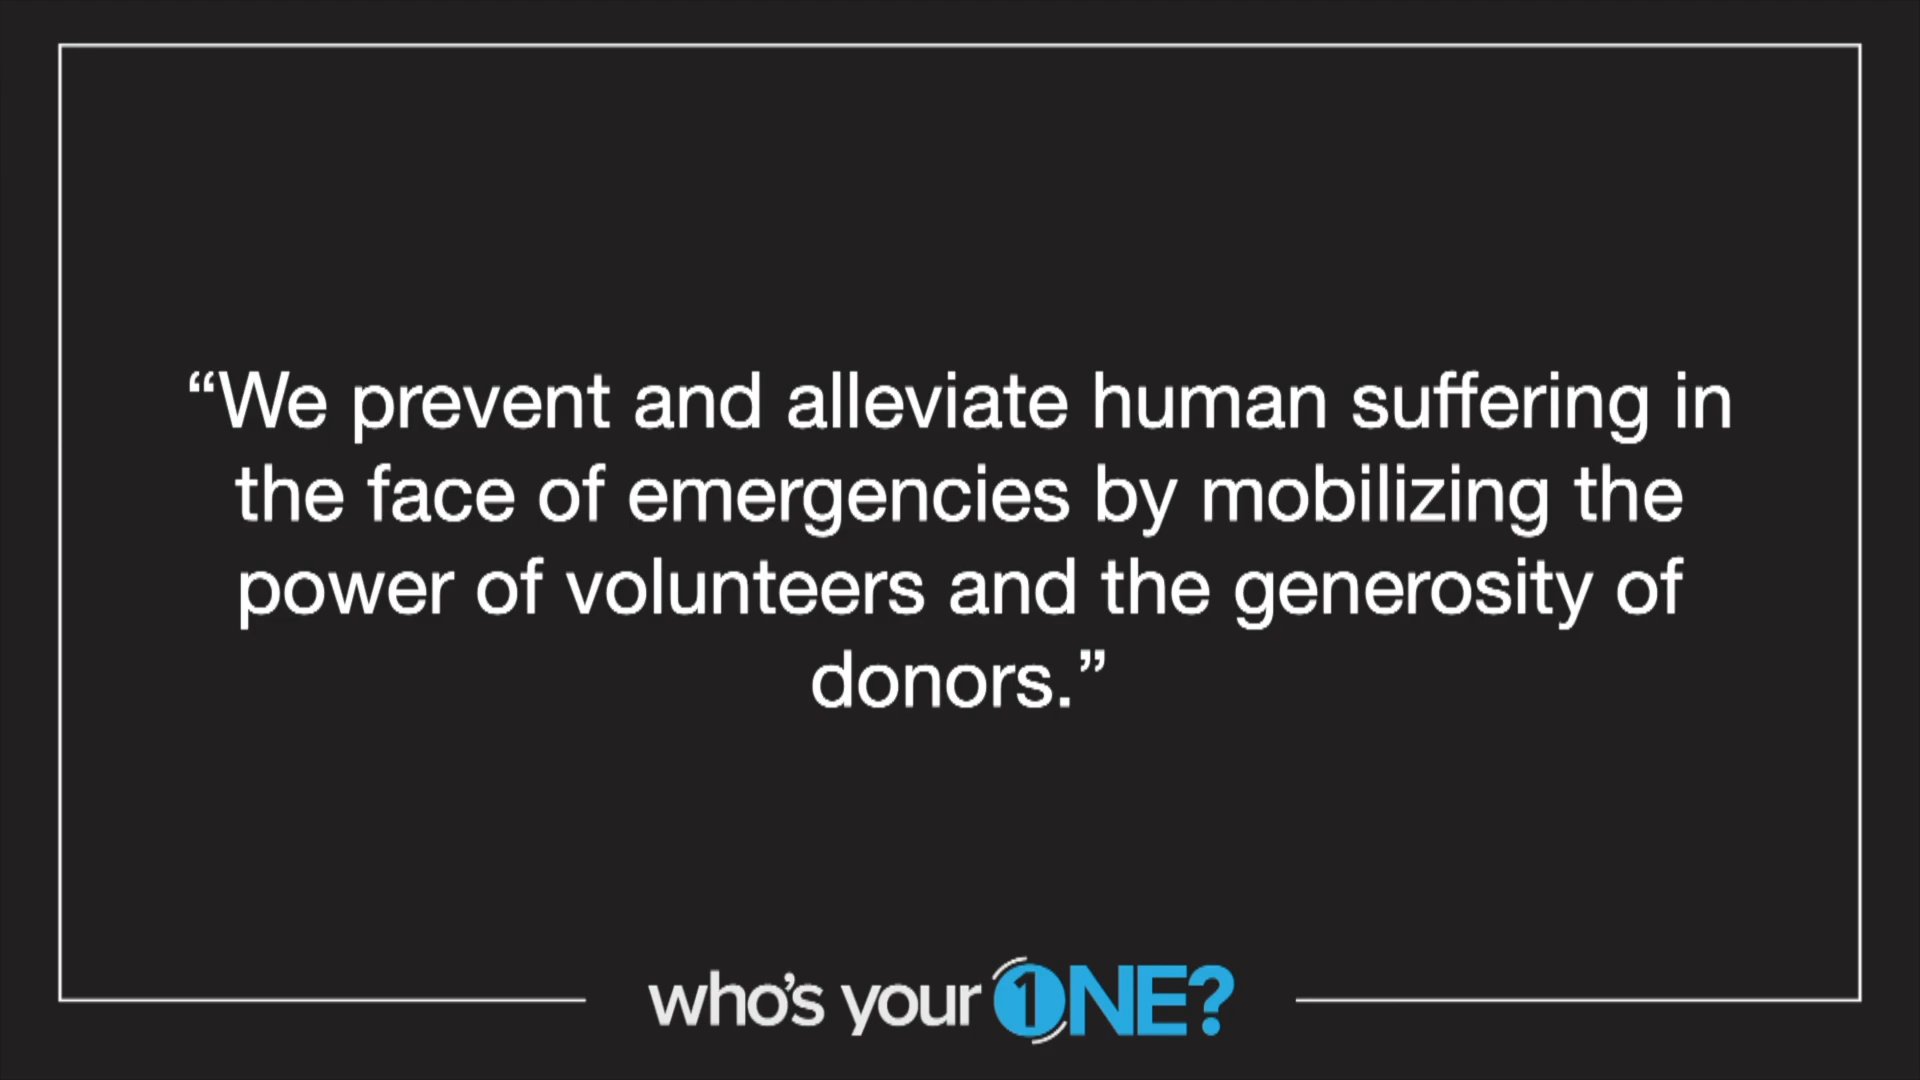 “We prevent and alleviate human suffering in
the face of emergencies by mobilizing the
power of volunteers and the generosity of
donors.”
who's your 1NE?